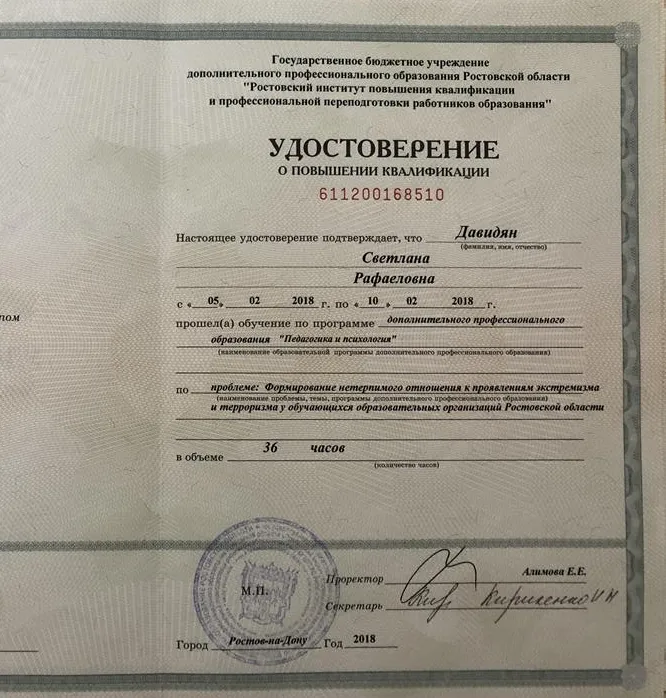 Государственное бюджетное учреждение
дополнительного профессионального образования Ростовской области
"Ростовский институт повышения квалификации
и профессиональной переподготовки работников образования"
УДОСТОВЕРЕНИЕ
О ПОВЫШЕНИИ КВАЛИФИКАЦИИ
611200168510
Настоящее удостоверение подтверждает, что Давидян
(фамилия, имя, отчество)
Светлана
Рафаеловна
с «05» 02 2018 г. по «10» 02 2018 г.
прошел(а) обучение по программе дополнительного профессионального
образования "Педагогика и психология"
(наименование образовательной программы дополнительного профессионального образования)
по проблеме: Формирование нетерпимого отношения к проявлениям экстремизма
(наименование проблемы, темы, программы дополнительного профессионального образования)
и терроризма у обучающихся образовательных организаций Ростовской области
в объеме 36 часов
(количество часов)
М.П.
Проректор Алимова Е.Е.
Секретарь Кириленко И Н
Город Ростов-на-Дону Год 2018